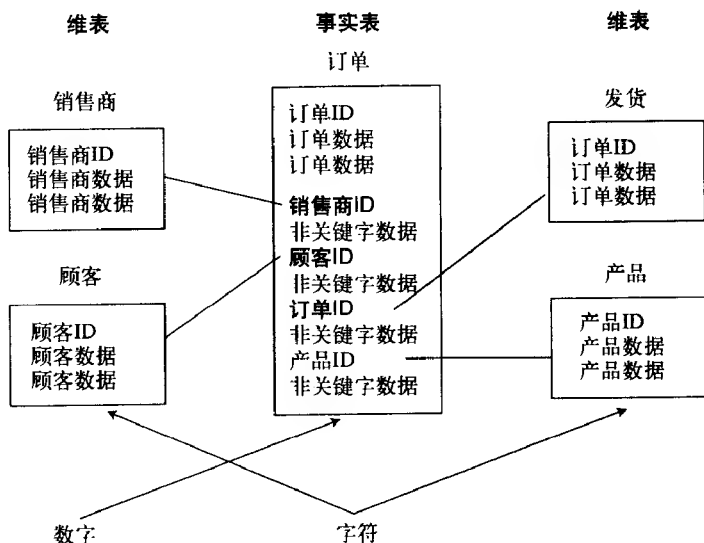 维表
事实表
维表
订单
销售商
发货
订单ID
订单数据
订单数据
销售商ID
销售商数据
销售商数据
订单ID
订单数据
订单数据
销售商ID
非关键字数据
顾客ID
非关键字数据
订单ID
非关键字数据
产品ID
非关键字数据
顾客
产品
顾客ID
顾客数据
顾客数据
产品ID
产品数据
产品数据
数字
字符